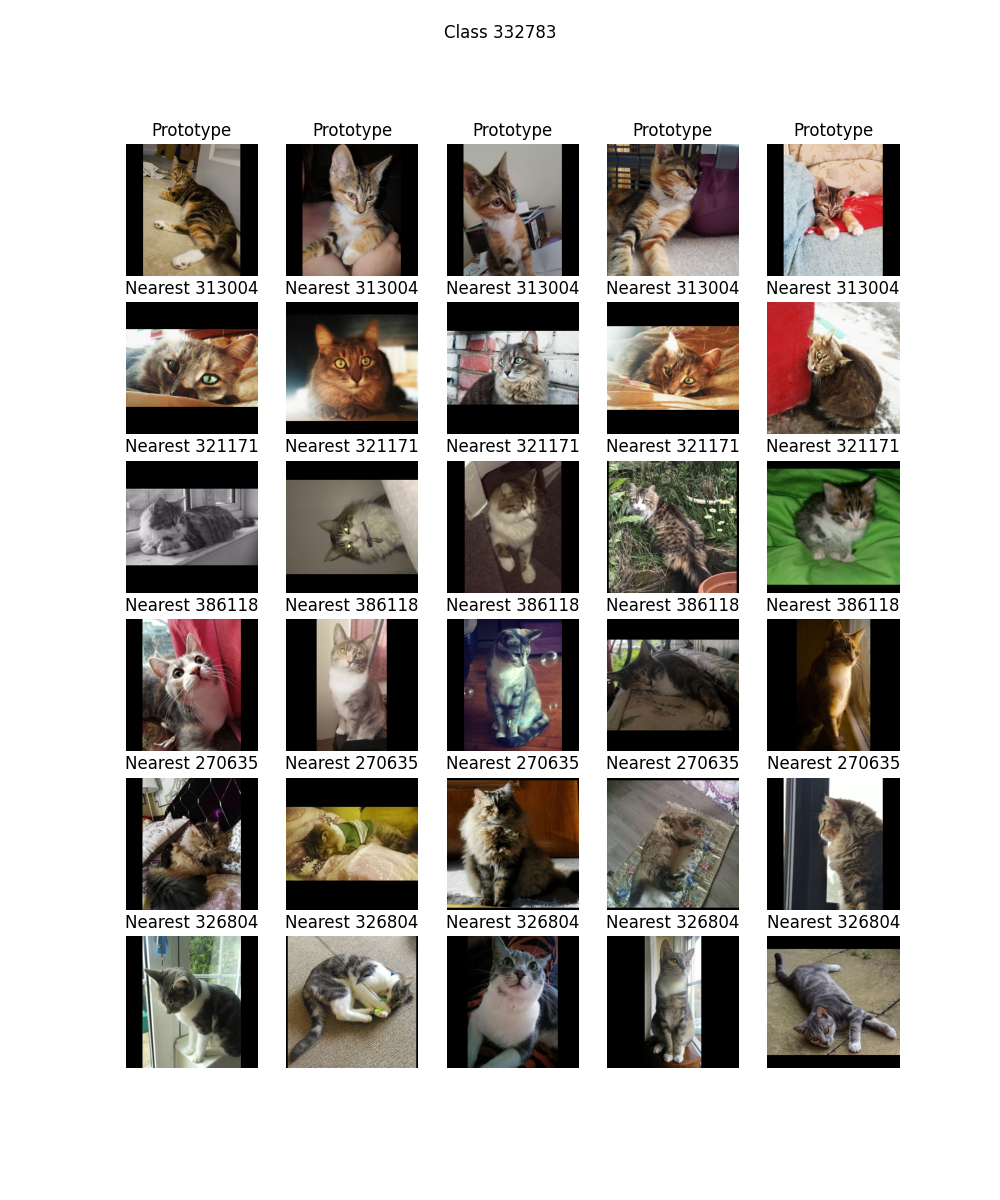 Class 332783
Prototype Prototype Prototype Prototype Prototype
Nearest 313004 Nearest 313004 Nearest 313004 Nearest 313004 Nearest 313004
Nearest 321171 Nearest 321171 Nearest 321171 Nearest 321171 Nearest 321171
Nearest 386118 Nearest 386118 Nearest 386118 Nearest 386118 Nearest 386118
Nearest 270635 Nearest 270635 Nearest 270635 Nearest 270635 Nearest 270635
Nearest 326804 Nearest 326804 Nearest 326804 Nearest 326804 Nearest 326804